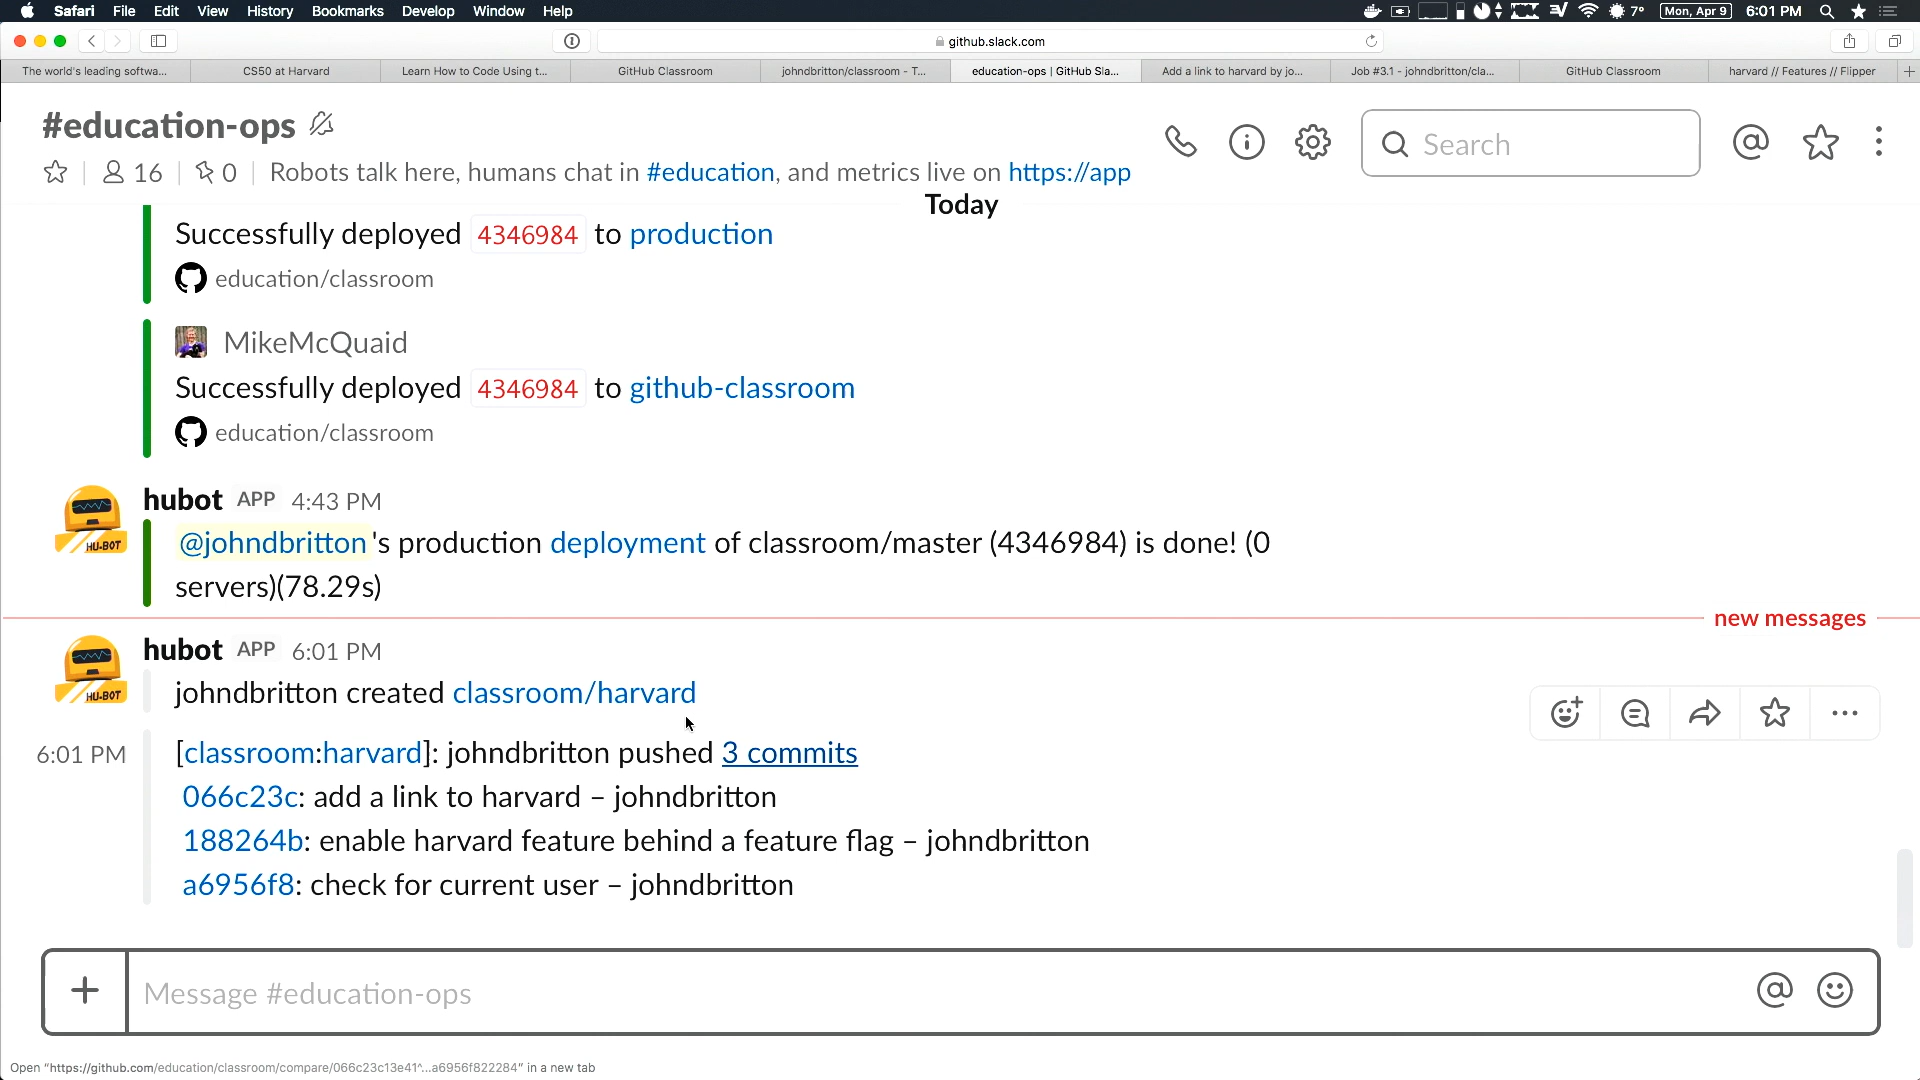 Safari File Edit View History Bookmarks Develop Window Help 7° Mon, Apr 9 6:01 PM
github.slack.com
The world's leading softwa... CS50 at Harvard Learn How to Code Using t... GitHub Classroom johndbritton/classroom - T... education-ops | GitHub Sla... Add a link to harvard by jo... Job #3.1 - johndbritton/cla... GitHub Classroom harvard // Features // Flipper
#education-ops
Search
16 0 Robots talk here, humans chat in #education, and metrics live on https://app
Today
Successfully deployed 4346984 to production
education/classroom
MikeMcQuaid
Successfully deployed 4346984 to github-classroom
education/classroom
hubot APP 4:43 PM
HU-BOT
@johndbritton's production deployment of classroom/master (4346984) is done! (0
servers)(78.29s)
new messages
hubot APP 6:01 PM
HU-BOT
johndbritton created classroom/harvard
6:01 PM [classroom:harvard]: johndbritton pushed 3 commits
066c23c: add a link to harvard – johndbritton
188264b: enable harvard feature behind a feature flag – johndbritton
a6956f8: check for current user – johndbritton
Message #education-ops
Open "https://github.com/education/classroom/compare/066c23c13e41^...a6956f822284" in a new tab